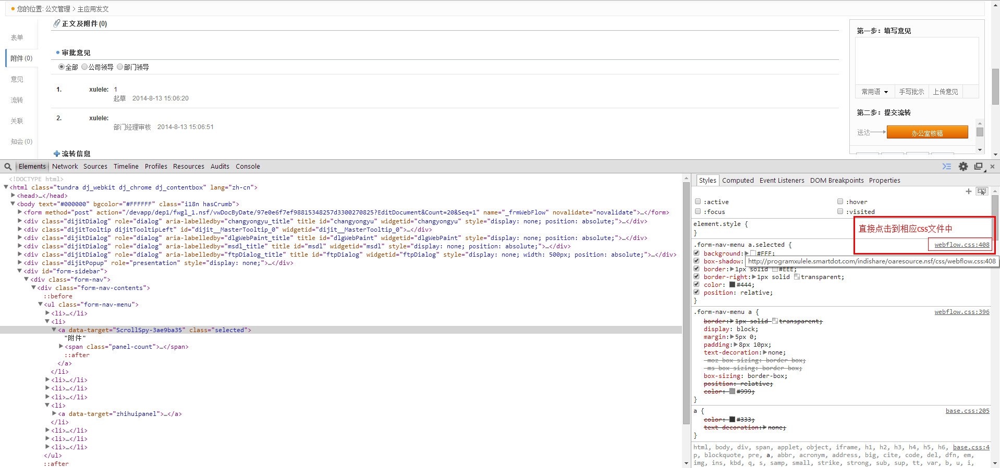 您的位置: 公文管理 > 主应用发文
表单
附件 (0)
意见
流转
关联
知会 (0)
正文及附件(0)
审批意见
全部 公司领导 部门领导
1. xulele: 1
起草 2014-8-13 15:06:20
2. xulele:
部门经理审核 2014-8-13 15:06:51
流转信息
第一步：填写意见
常用语 手写批示 上传意见
第二步：提交流转
送达 办公室核稿
Elements Network Sources Timeline Profiles Resources Audits Console
<!DOCTYPE html>
<html class="tundra dj_webkit dj_chrome dj_contentbox" lang="zh-cn">
<head>…</head>
<body text="#000000" bgcolor="#FFFFFF" class="i18n hasCrumb">
<form method="post" action="/devapp/dep1/fwgl_1.nsf/vwDocByDate/97e0e6f7ef98815348257d3300270825?EditDocument&Count=20&Seq=1" name="_frmWebFlow" novalidate="novalidate">…</form>
<div class="dijitDialog" role="dialog" aria-labelledby="changyongyu_title" title id="changyongyu" widgetid="changyongyu" style="display: none; position: absolute;">…</div>
<div class="dijitTooltip dijitTooltipLeft" id="dijit__MasterTooltip_0" widgetid="dijit__MasterTooltip_0">…</div>
<div class="dijitDialog" role="dialog" aria-labelledby="dlgWebPaint_title" title id="dlgWebPaint" widgetid="dlgWebPaint" style="display: none; position: absolute;">…</div>
<div class="dijitDialog" role="dialog" aria-labelledby="msdl_title" title id="msdl" widgetid="msdl" style="display: none; position: absolute;">…</div>
<div class="dijitDialog" role="dialog" aria-labelledby="ftpDialog_title" title id="ftpDialog" widgetid="ftpDialog" style="display: none; width: 500px; position: absolute;">…</div>
<div class="dijitPopup" role="presentation" style="display: none;">…</div>
<div id="form-sidebar">
<div class="form-nav">
<div class="form-nav-contents">
::before
<ul class="form-nav-menu">
<li>…</li>
<li>
<a data-target="ScrollSpy-3ae9ba35" class="selected">
"附件"
<span class="panel-count">…</span>
::after
</a>
</li>
<li>…</li>
<li>…</li>
<li>…</li>
<li>
<a data-target="zhihuipanel">…</a>
</li>
<li>…</li>
<li>…</li>
<li>…</li>
</ul>
::after
Styles Computed Event Listeners DOM Breakpoints Properties
:active :hover
:focus :visited
element.style {
}
直接点击到相应css文件中
.form-nav-menu a.selected { webflow.css:408
background: #FFF;
box-shadow:
http://programxulele.smartdot.com/indishare/oaresource.nsf/css/webflow.css:408
border: 1px solid #EEE;
border-right: 1px solid transparent;
color: #444;
position: relative;
}
.form-nav-menu a { webflow.css:396
border: 1px solid transparent;
display: block;
margin: 5px 0;
padding: 8px 10px;
text-decoration: none;
-moz-box-sizing: border-box;
-ms-box-sizing: border-box;
box-sizing: border-box;
position: relative;
color: #999;
}
a { base.css:205
color: #333;
text-decoration: none;
}
html, body, div, span, applet, object, iframe, h1, h2, h3, h4, h5, h6, base.css:4
p, blockquote, pre, a, abbr, acronym, address, big, cite, code, del, dfn, em,
img, ins, kbd, q, s, samp, small, strike, strong, sub, sup, tt, var, b, u, i,